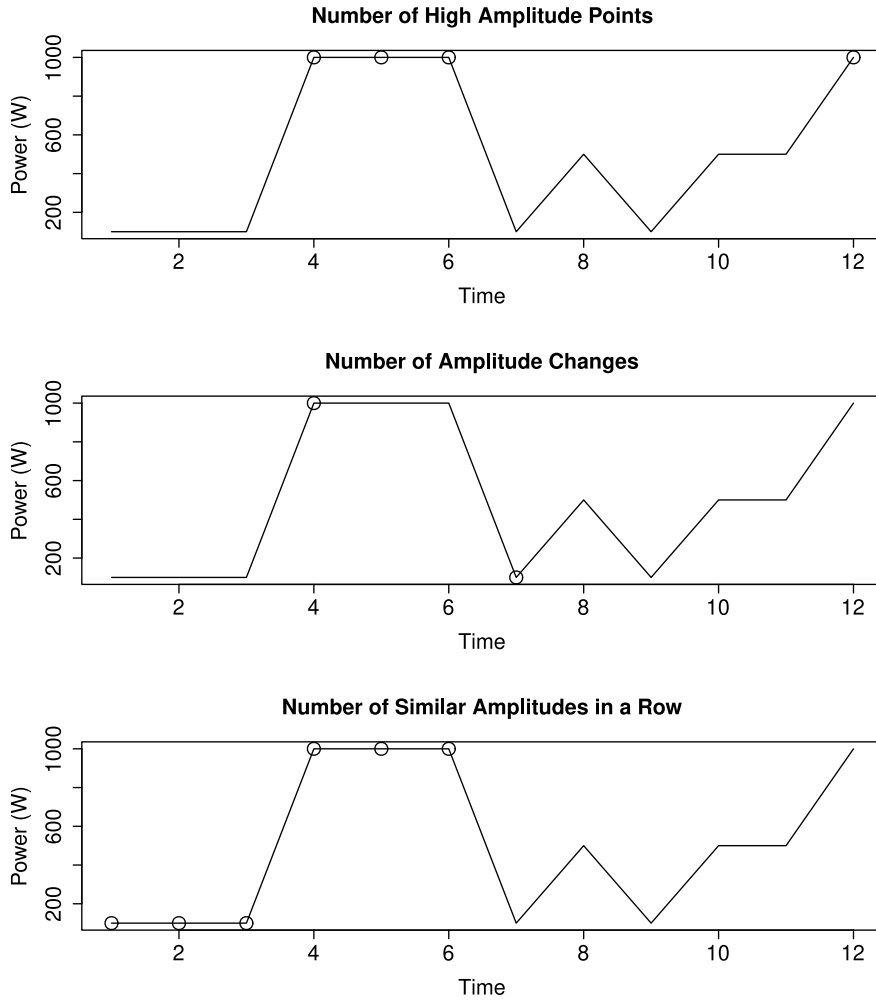 Number of High Amplitude Points
1000
600
200
Power (W)
2 4 6 8 10 12
Time
Number of Amplitude Changes
1000
600
200
Power (W)
2 4 6 8 10 12
Time
Number of Similar Amplitudes in a Row
1000
600
200
Power (W)
2 4 6 8 10 12
Time